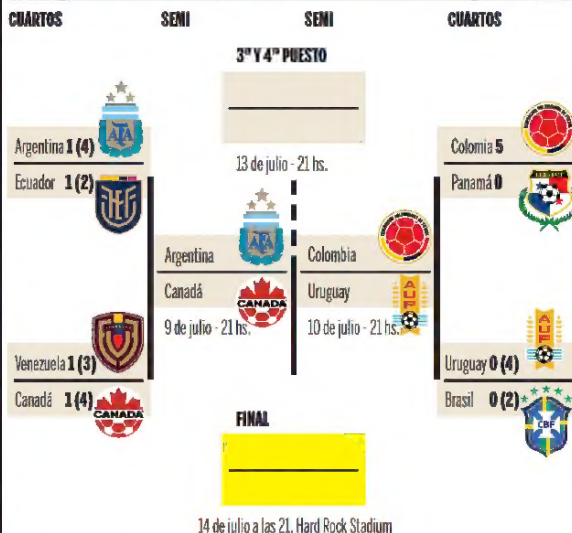 CUARTOS SEMI SEMI CUARTOS
3er Y 4to PUESTO
13 de julio - 21 hs.
Argentina 1 (4)
Ecuador 1 (2)
Venezuela 1 (3)
Canadá 1 (4)
CANADA
Argentina
Canadá
CANADA
9 de julio - 21 hs.
Colombia
Uruguay
AUF
10 de julio - 21 hs.
Colomia 5
Panamá 0
Uruguay 0 (4)
AUF
Brasil 0 (2)
CBF
FINAL
14 de julio a las 21. Hard Rock Stadium